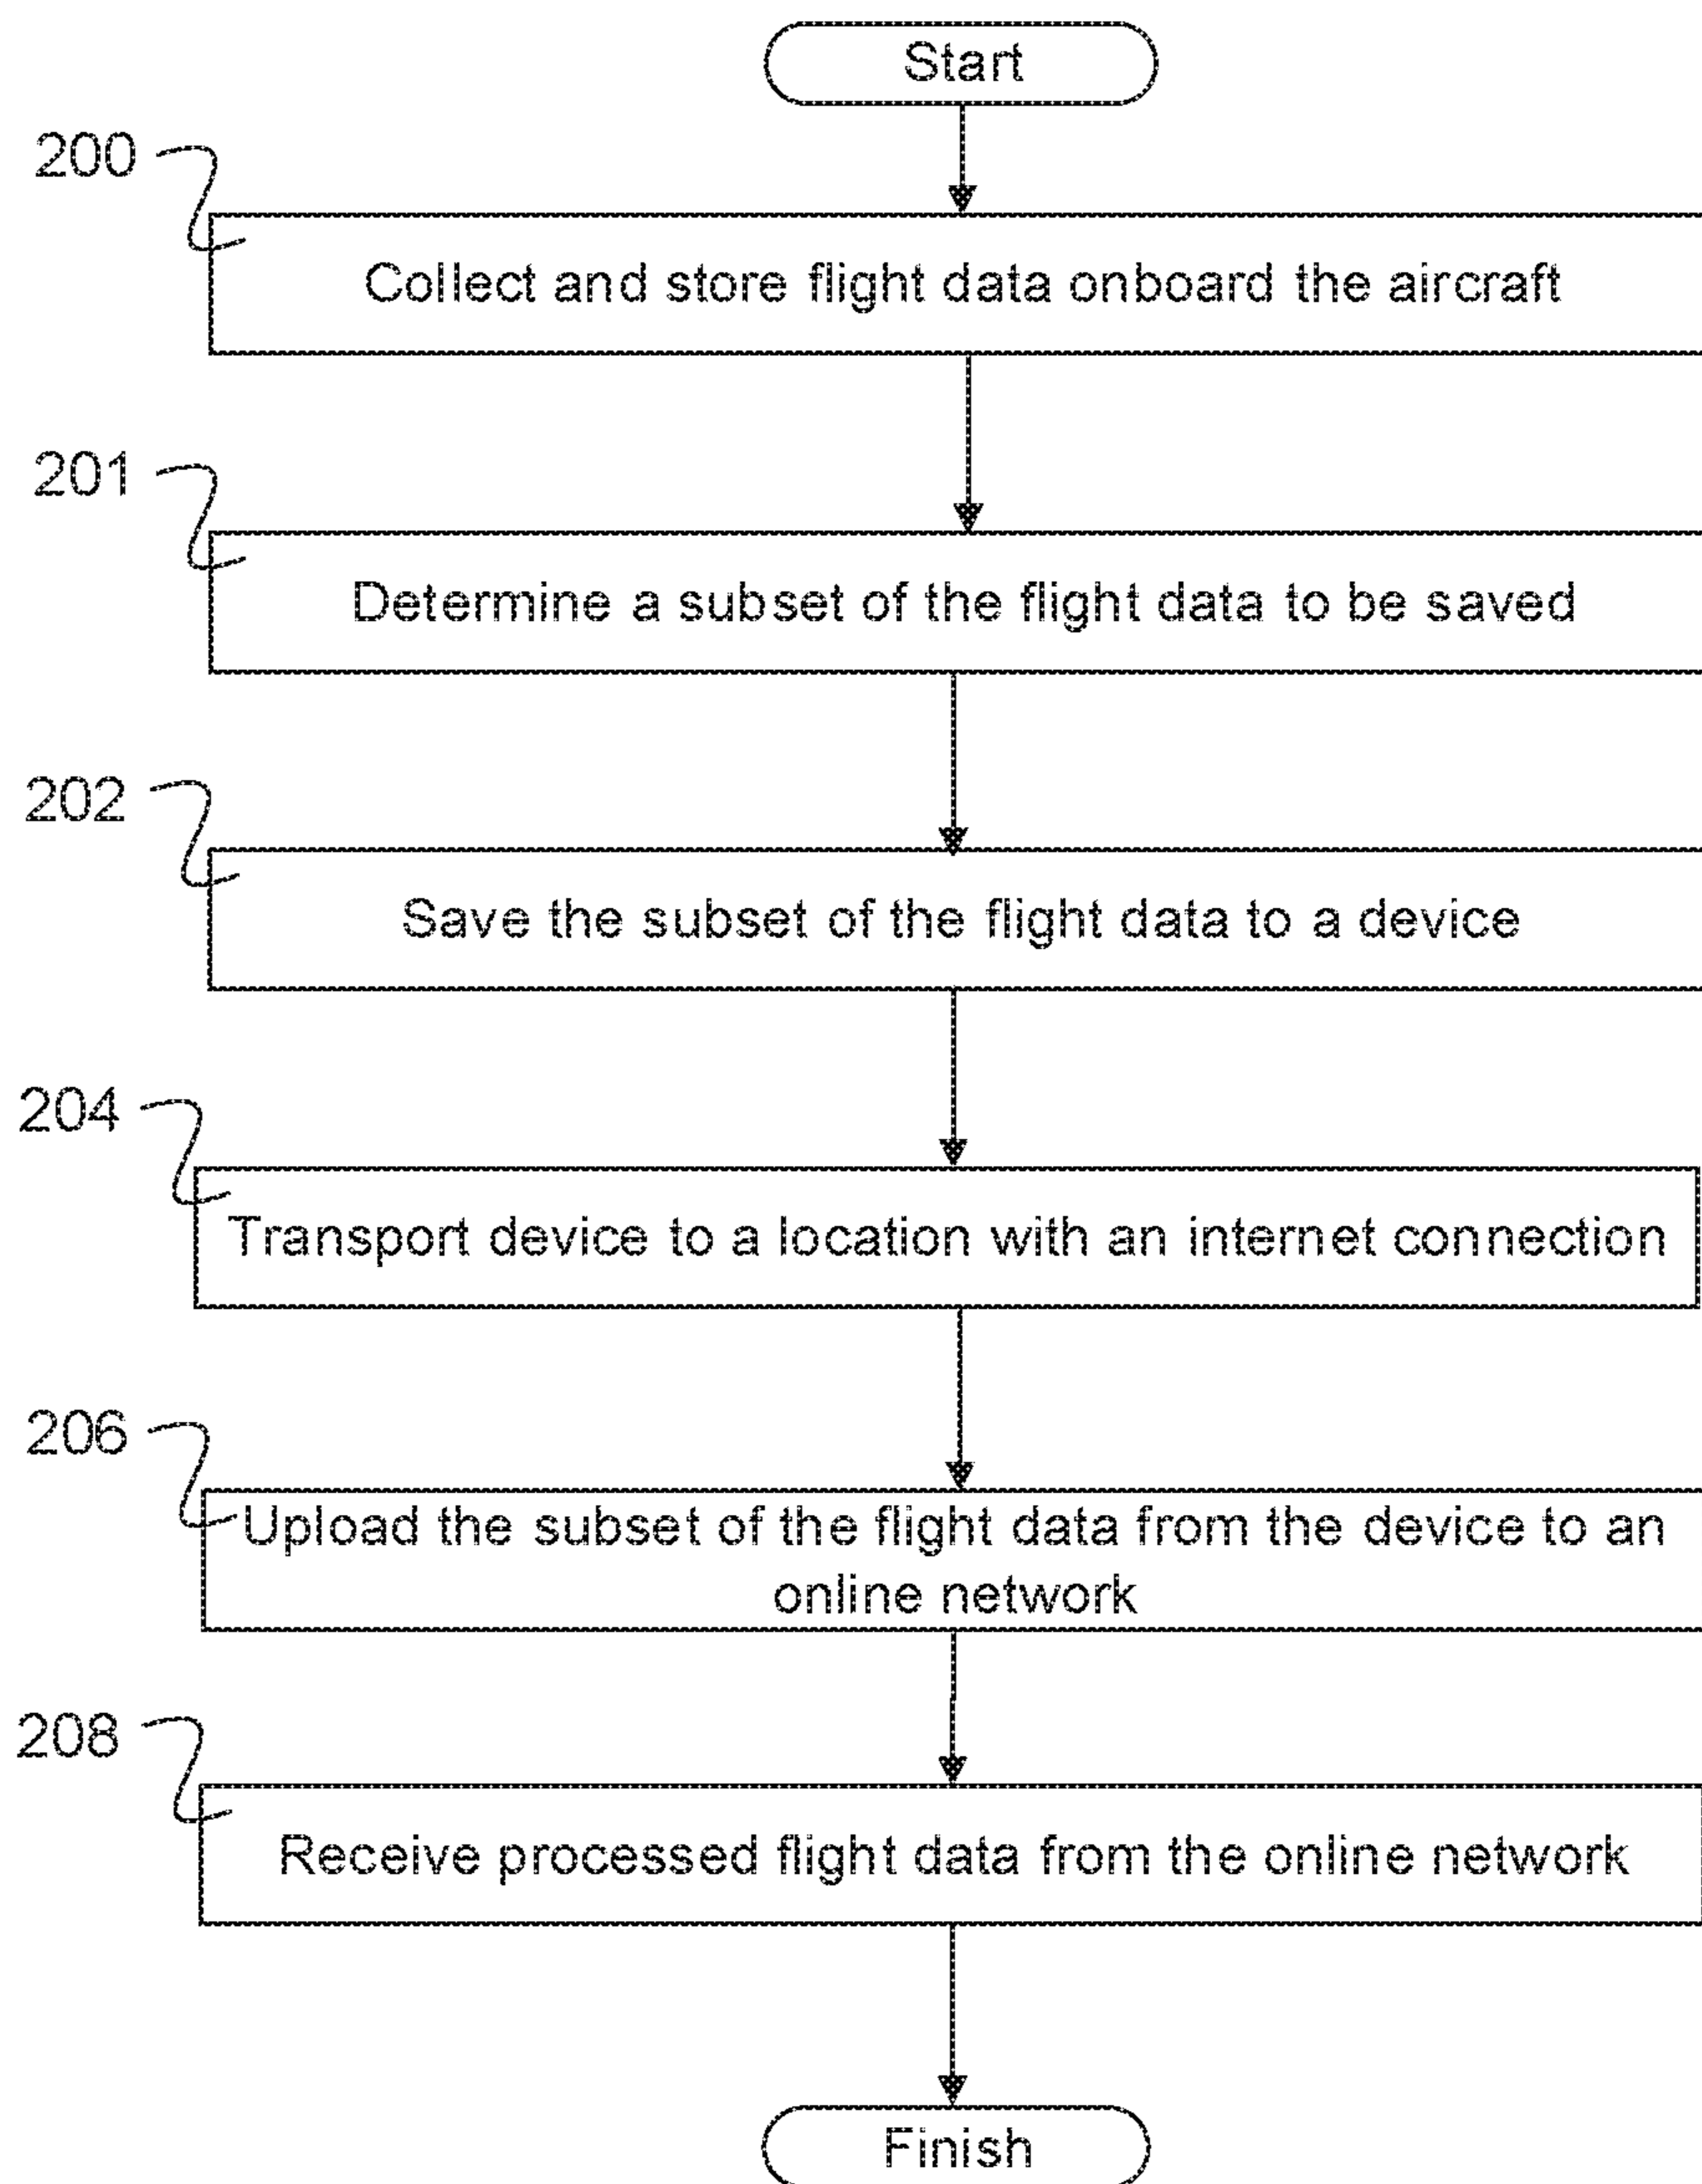 Start
200
Collect and store flight data onboard the aircraft
201
Determine a subset of the flight data to be saved
202
Save the subset of the flight data to a device
204
Transport device to a location with an internet connection
206
Upload the subset of the flight data from the device to an
online network
208
Receive processed flight data from the online network
Finish